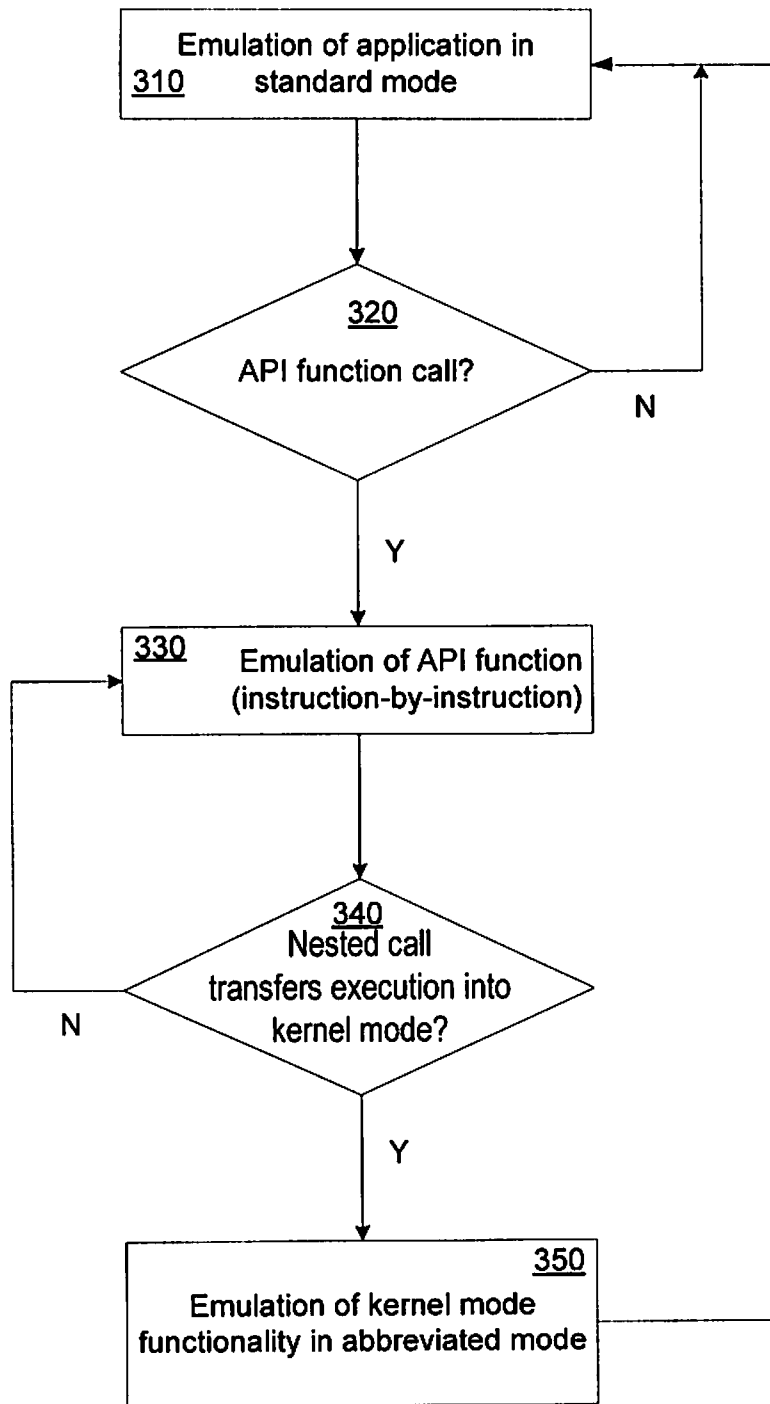 Emulation of application in
310 standard mode
320
API function call?
N
Y
330 Emulation of API function
(instruction-by-instruction)
340
Nested call
transfers execution into
kernel mode?
N
Y
350
Emulation of kernel mode
functionality in abbreviated mode